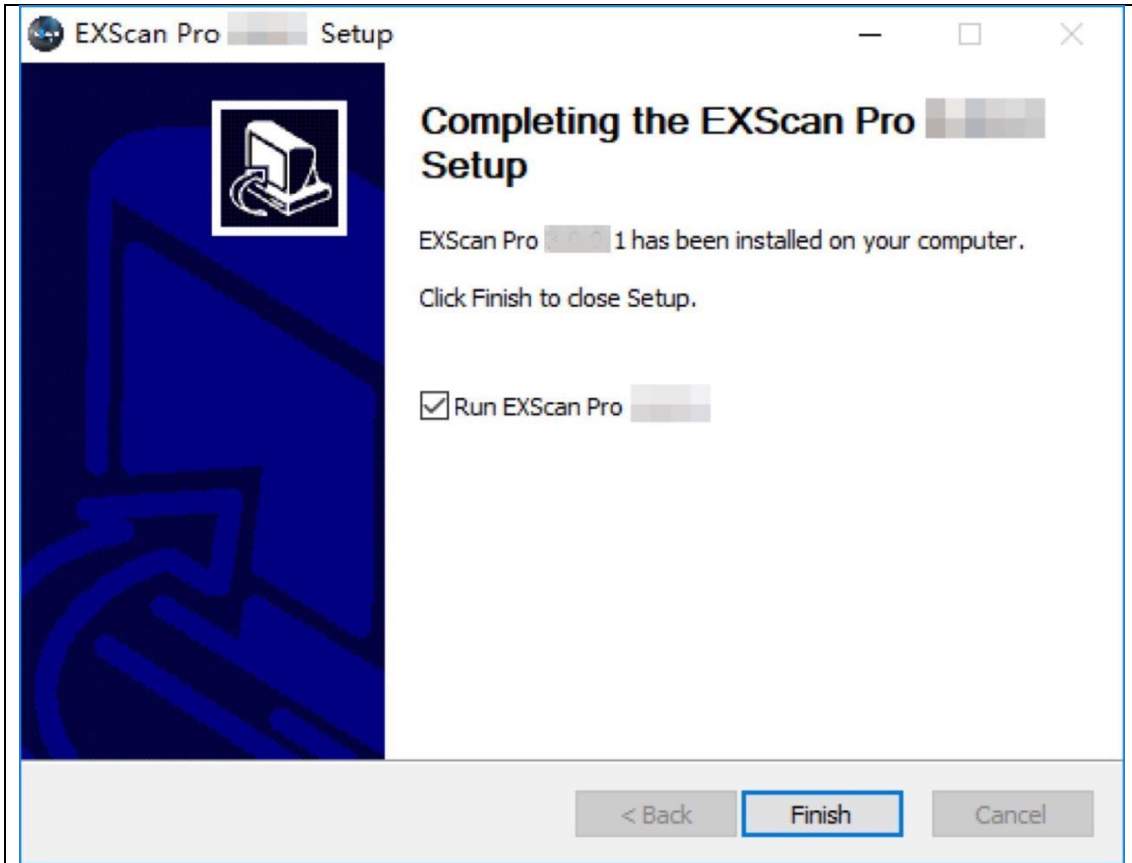 EXScan Pro Setup
Completing the EXScan Pro
Setup
EXScan Pro 1 has been installed on your computer.
Click Finish to close Setup.
Run EXScan Pro
< Back
Finish
Cancel